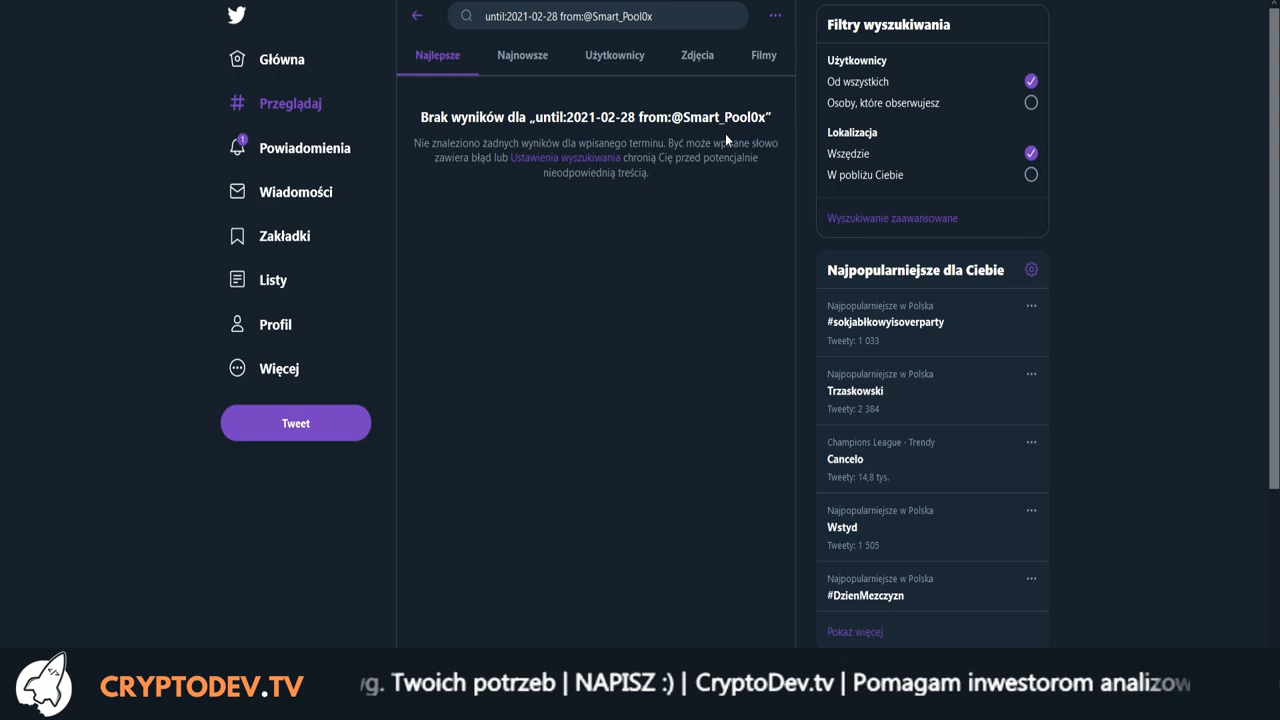 until:2021-02-28 from:@Smart_Pool0x
Główna
Przeglądaj
1
Powiadomienia
Wiadomości
Zakładki
Listy
Profil
Więcej
Tweet
Najlepsze Najnowsze Użytkownicy Zdjęcia Filmy
Brak wyników dla „until:2021-02-28 from:@Smart_Pool0x”
Nie znaleziono żadnych wyników dla wpisanego terminu. Być może wpisane słowo
zawiera błąd lub Ustawienia wyszukiwania chronią Cię przed potencjalnie
nieodpowiednią treścią.
Filtry wyszukiwania
Użytkownicy
Od wszystkich
Osoby, które obserwujesz
Lokalizacja
Wszędzie
W pobliżu Ciebie
Wyszukiwanie zaawansowane
Najpopularniejsze dla Ciebie
Najpopularniejsze w Polska
#sokjabłkowyisoverparty
Tweety: 1 033
Najpopularniejsze w Polska
Trzaskowski
Tweety: 2 384
Champions League · Trendy
Cancelo
Tweety: 14,8 tys.
Najpopularniejsze w Polska
Wstyd
Tweety: 1 505
Najpopularniejsze w Polska
#DzienMezczyzn
Pokaż więcej
CRYPTODEV.TV
yg. Twoich potrzeb | NAPISZ :) | CryptoDev.tv | Pomagam inwestorom analizow